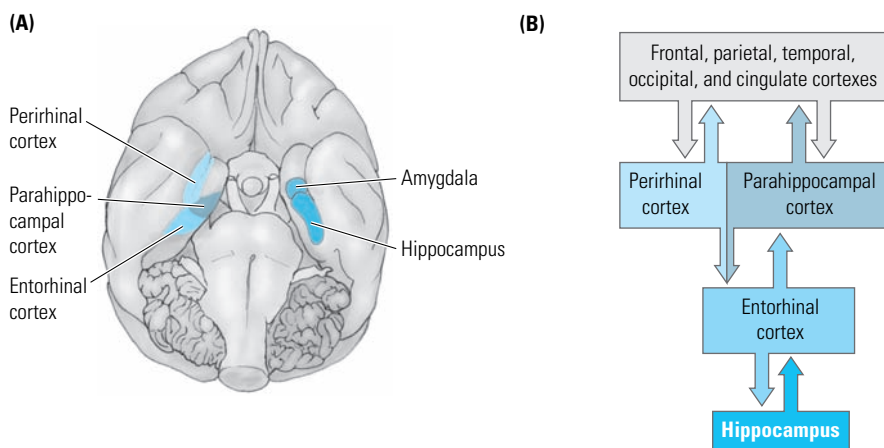 (A)
Perirhinal
cortex
Parahippo-
campal
cortex
Entorhinal
cortex
Amygdala
Hippocampus
(B)
Frontal, parietal, temporal,
occipital, and cingulate cortexes
Perirhinal
cortex
Parahippocampal
cortex
Entorhinal
cortex
Hippocampus